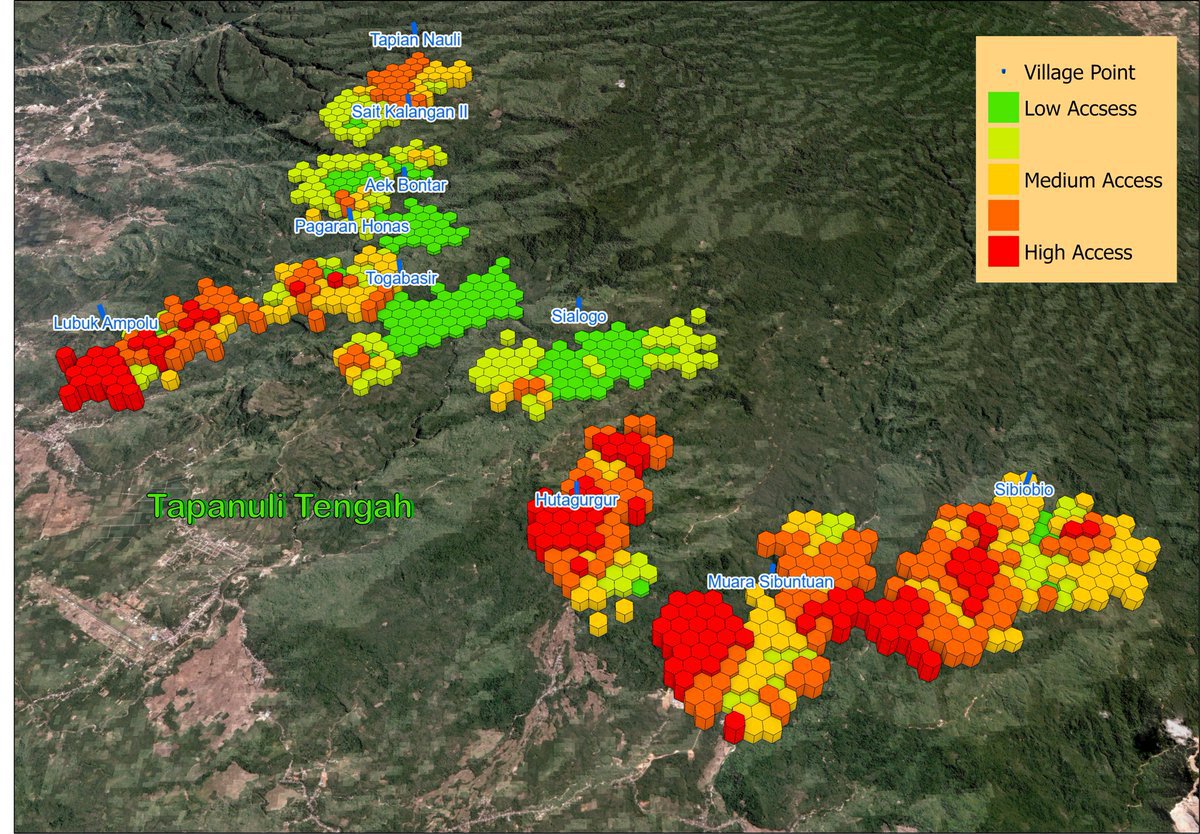 Tapian Nauli
Sait Kalangan II
Aek Bontar
Pagaran Honas
Togabasir
Lubuk Ampolu
Sialogo
Tapanuli Tengah
Hutagurgur
Sibiobio
Muara Sibuntuan
Village Point
Low Accsess
Medium Access
High Access